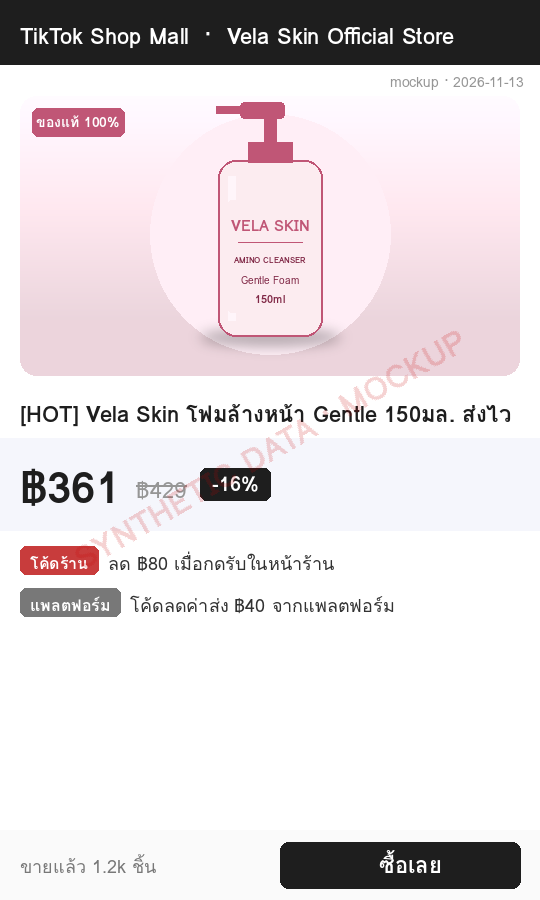 TikTok Shop Mall · Vela Skin Official Store
mockup · 2026-11-13
ของแท้ 100%
VELA SKIN
AMINO CLEANSER
Gentle Foam
150ml
[HOT] Vela Skin โฟมล้างหน้า Gentle 150มล. ส่งไว
฿361 ฿429 -16%
SYNTHETIC DATA · MOCKUP
โค้ดร้าน ลด ฿80 เมื่อกดรับในหน้าร้าน
แพลตฟอร์ม โค้ดลดค่าส่ง ฿40 จากแพลตฟอร์ม
ขายแล้ว 1.2k ชิ้น ซื้อเลย